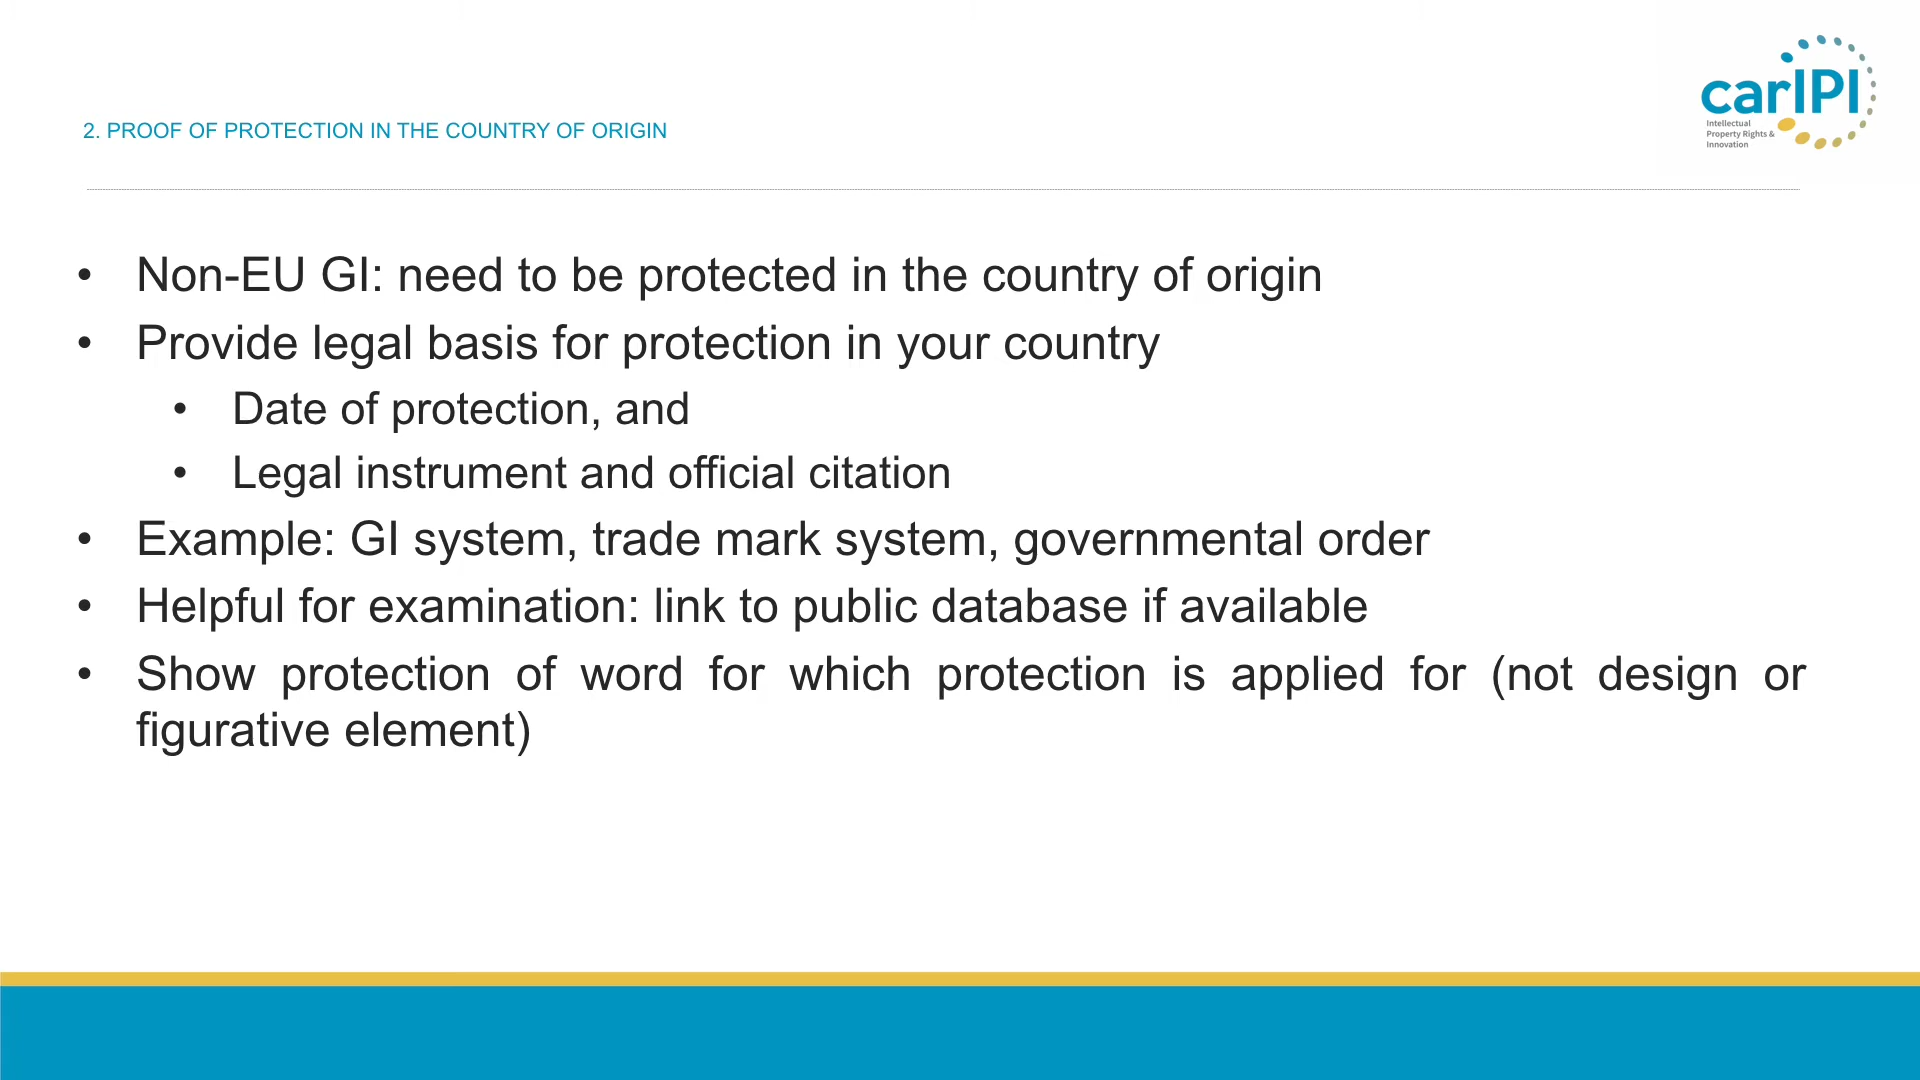 carIPI
Intellectual
Property Rights &
Innovation
2. PROOF OF PROTECTION IN THE COUNTRY OF ORIGIN
• Non-EU GI: need to be protected in the country of origin
• Provide legal basis for protection in your country
• Date of protection, and
• Legal instrument and official citation
• Example: GI system, trade mark system, governmental order
• Helpful for examination: link to public database if available
• Show protection of word for which protection is applied for (not design or
figurative element)